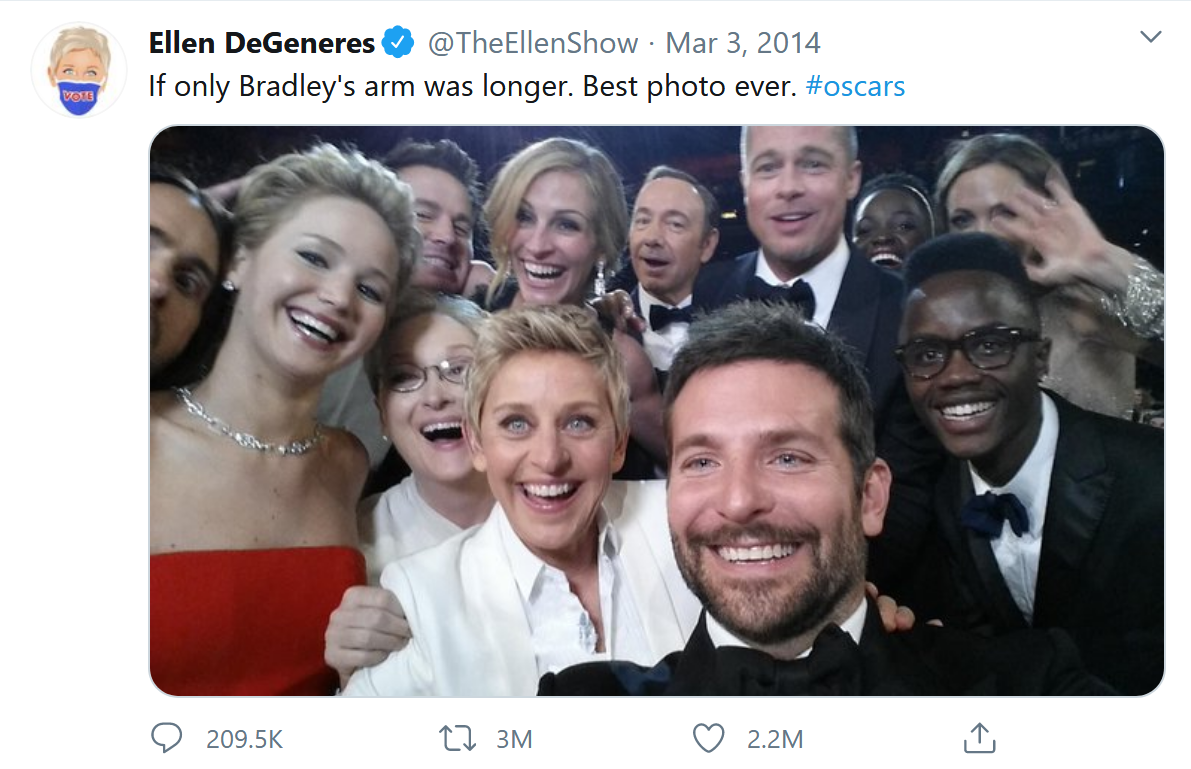 Ellen DeGeneres @TheEllenShow · Mar 3, 2014
If only Bradley's arm was longer. Best photo ever. #oscars
VOTE
209.5K 3M 2.2M